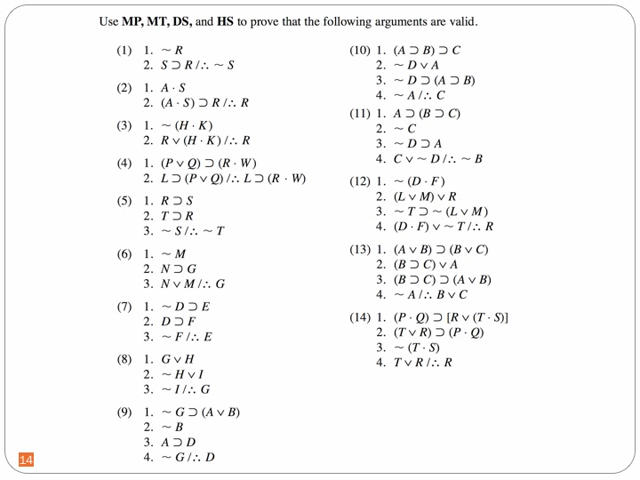 Use MP, MT, DS, and HS to prove that the following arguments are valid.
(1) 1. ~ R
2. S ⊃ R /∴ ~ S
(2) 1. A · S
2. (A · S) ⊃ R /∴ R
(3) 1. ~ (H · K)
2. R ∨ (H · K) /∴ R
(4) 1. (P ∨ Q) ⊃ (R · W)
2. L ⊃ (P ∨ Q) /∴ L ⊃ (R · W)
(5) 1. R ⊃ S
2. T ⊃ R
3. ~ S /∴ ~ T
(6) 1. ~ M
2. N ⊃ G
3. N ∨ M /∴ G
(7) 1. ~ D ⊃ E
2. D ⊃ F
3. ~ F /∴ E
(8) 1. G ∨ H
2. ~ H ∨ I
3. ~ I /∴ G
(9) 1. ~ G ⊃ (A ∨ B)
2. ~ B
3. A ⊃ D
4. ~ G /∴ D
(10) 1. (A ⊃ B) ⊃ C
2. ~ D ∨ A
3. ~ D ⊃ (A ⊃ B)
4. ~ A /∴ C
(11) 1. A ⊃ (B ⊃ C)
2. ~ C
3. ~ D ⊃ A
4. C ∨ ~ D /∴ ~ B
(12) 1. ~ (D · F)
2. (L ∨ M) ∨ R
3. ~ T ⊃ ~ (L ∨ M)
4. (D · F) ∨ ~ T /∴ R
(13) 1. (A ∨ B) ⊃ (B ∨ C)
2. (B ⊃ C) ∨ A
3. (B ⊃ C) ⊃ (A ∨ B)
4. ~ A /∴ B ∨ C
(14) 1. (P · Q) ⊃ [R ∨ (T · S)]
2. (T ∨ R) ⊃ (P · Q)
3. ~ (T · S)
4. T ∨ R /∴ R
14